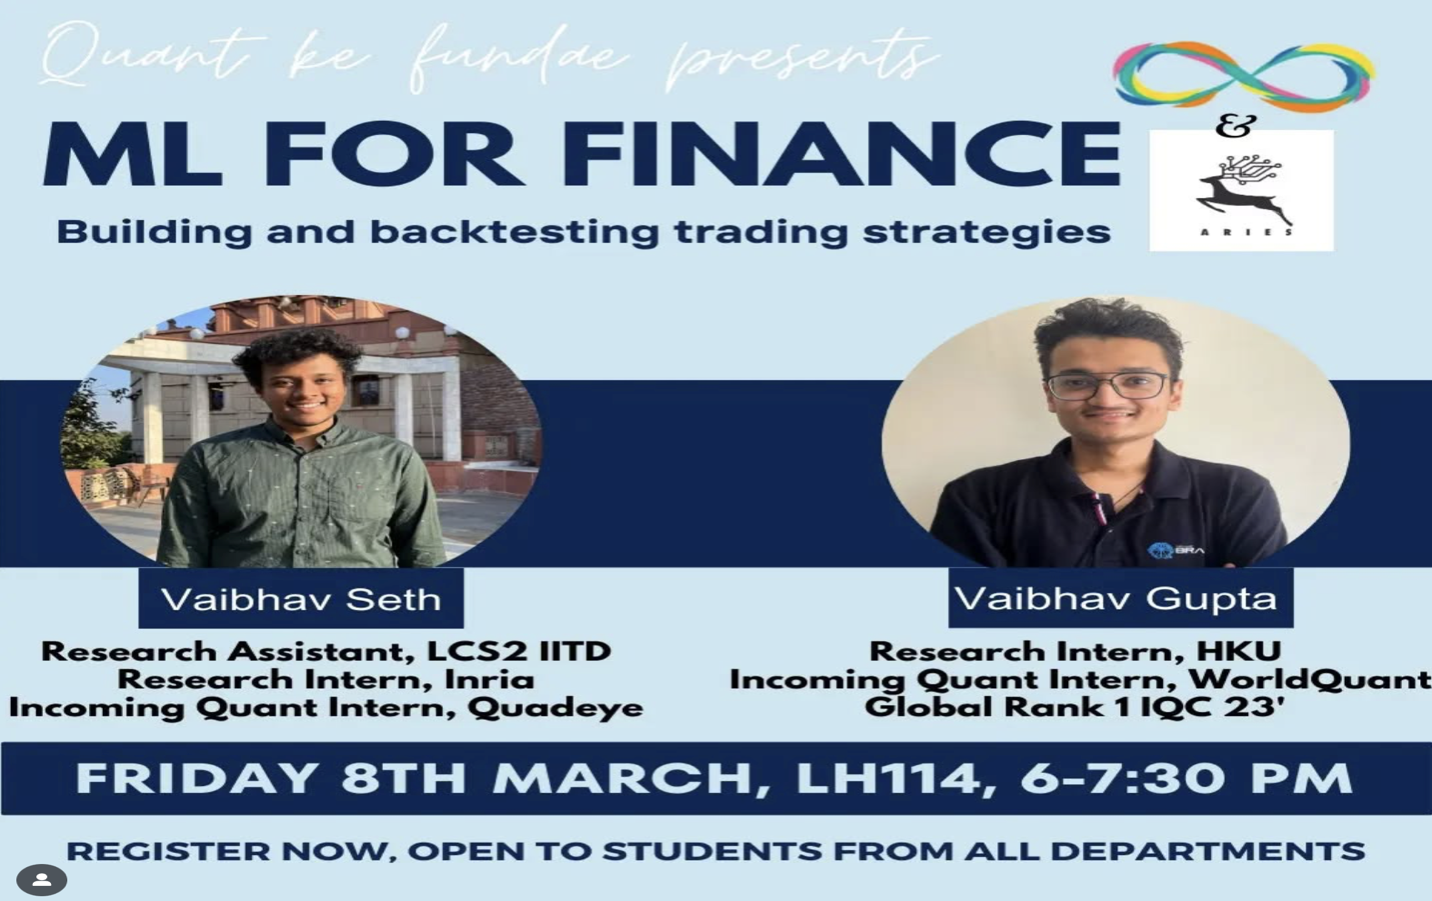 Quant ke fundae presents
ML FOR FINANCE
&
Building and backtesting trading strategies
ARIES
BRA
Vaibhav Seth
Research Assistant, LCS2 IITD
Research Intern, Inria
Incoming Quant Intern, Quadeye
Vaibhav Gupta
Research Intern, HKU
Incoming Quant Intern, WorldQuant
Global Rank 1 IQC 23'
FRIDAY 8TH MARCH, LH114, 6-7:30 PM
REGISTER NOW, OPEN TO STUDENTS FROM ALL DEPARTMENTS